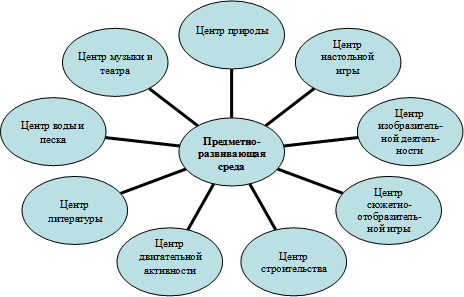 Центр природы
Центр
настольной
игры
Центр
изобразитель-
ной деятель-
ности
Центр
сюжетно-
отобразитель-
ной игры
Центр
строительства
Центр
двигательной
активности
Центр
литературы
Центр воды и
песка
Центр музыки и
театра
Предметно-
развивающая
среда